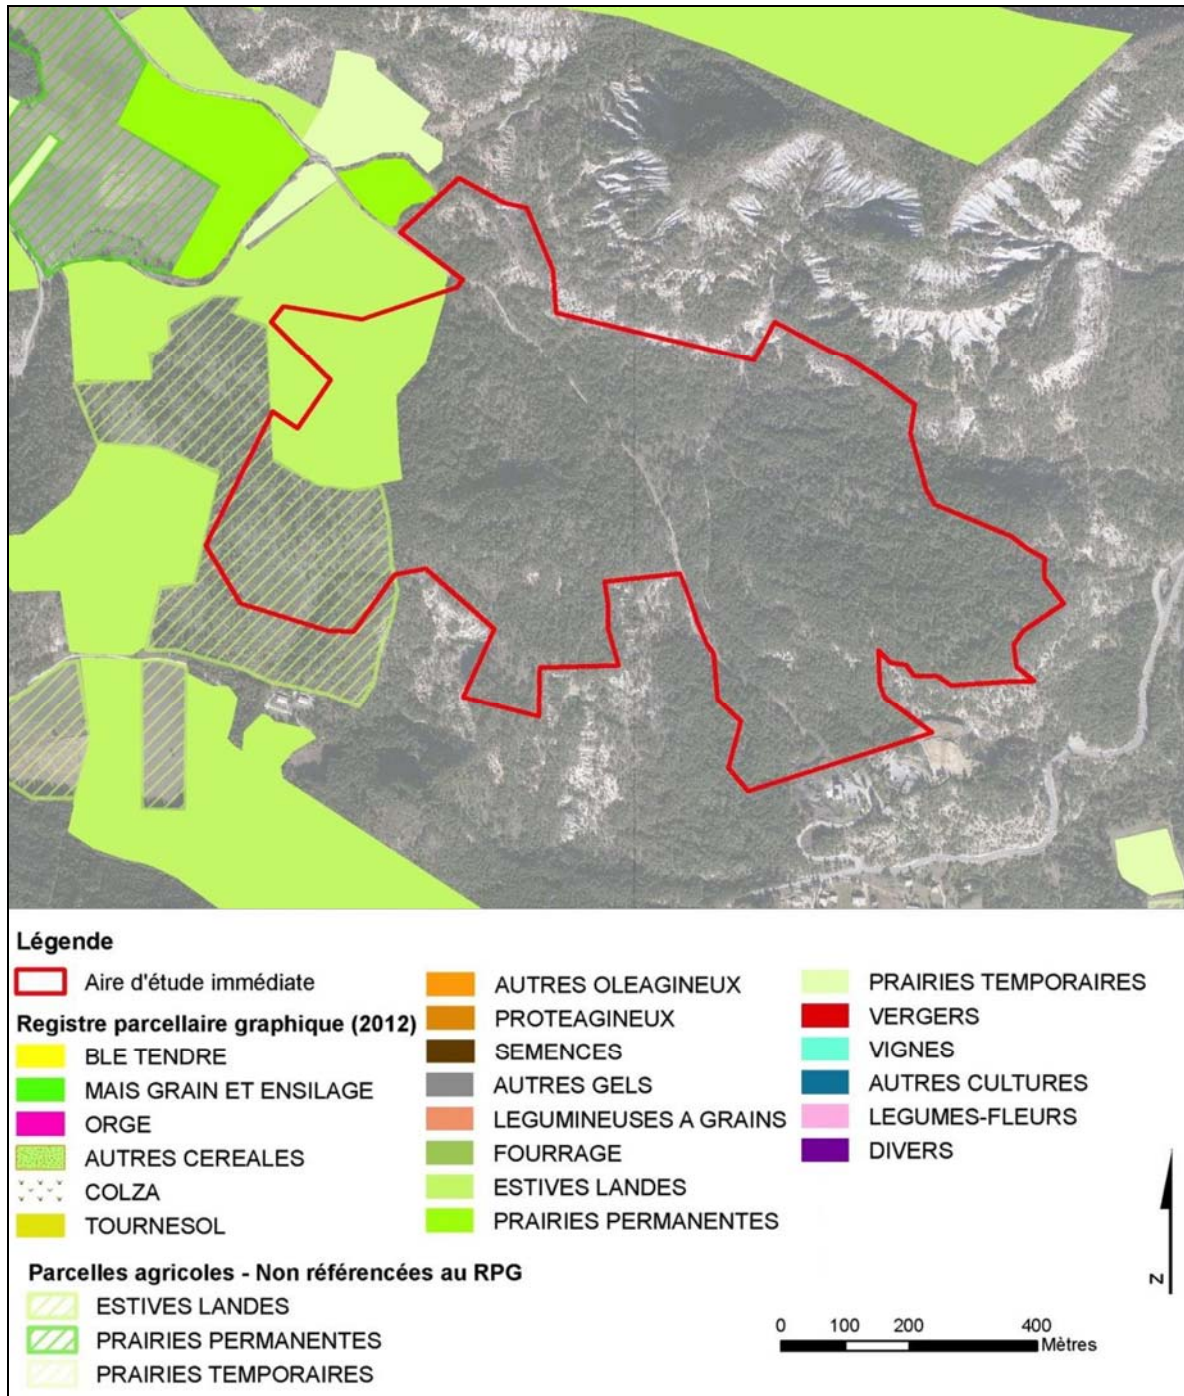 Légende
Aire d'étude immédiate
Registre parcellaire graphique (2012)
BLE TENDRE
MAIS GRAIN ET ENSILAGE
ORGE
AUTRES CEREALES
COLZA
TOURNESOL
AUTRES OLEAGINEUX
PROTEAGINEUX
SEMENCES
AUTRES GELS
LEGUMINEUSES A GRAINS
FOURRAGE
ESTIVES LANDES
PRAIRIES PERMANENTES
PRAIRIES TEMPORAIRES
VERGERS
VIGNES
AUTRES CULTURES
LEGUMES-FLEURS
DIVERS
Parcelles agricoles - Non référencées au RPG
ESTIVES LANDES
PRAIRIES PERMANENTES
PRAIRIES TEMPORAIRES
0 100 200 400
Mètres
N